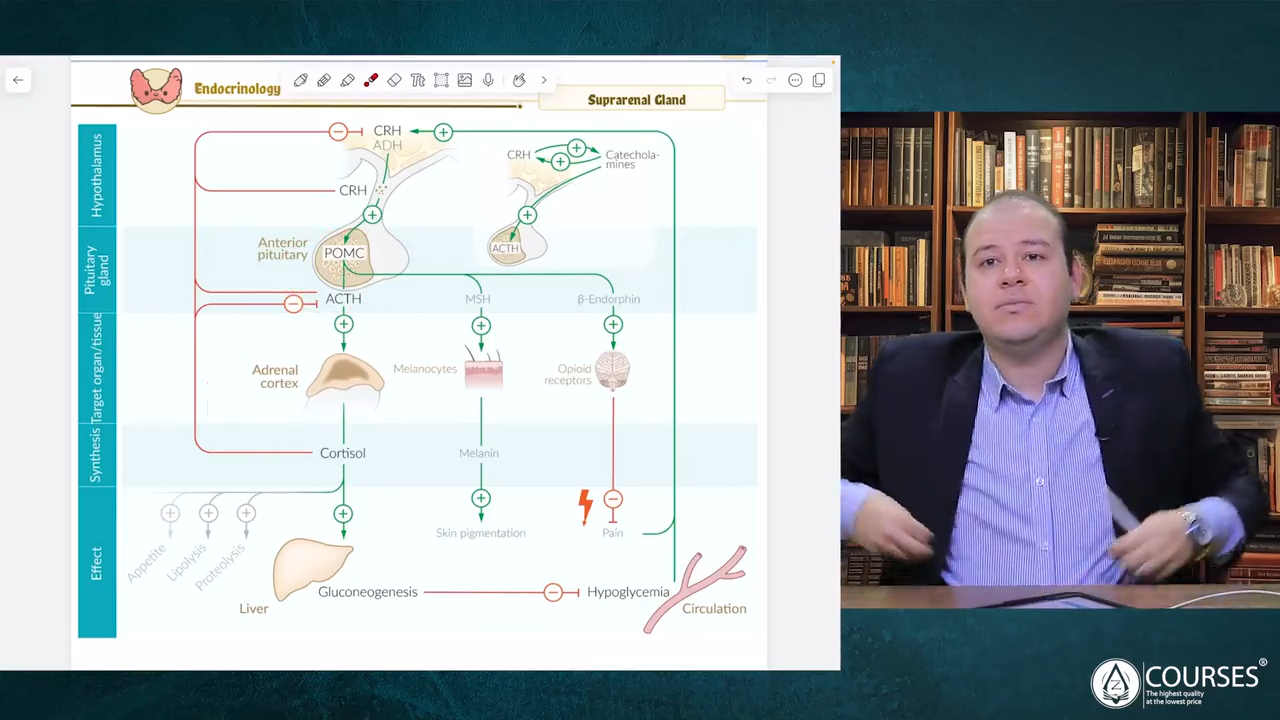 Endocrinology
Tt
Suprarenal Gland
Hypothalamus
Pituitary
gland
Target organ/tissue
Synthesis
Effect
CRH
ADH
CRH
CRH
Catechola-
mines
ACTH
Anterior
pituitary
POMC
ACTH
MSH
β-Endorphin
Adrenal
cortex
Melanocytes
Opioid
receptors
Cortisol
Melanin
Appetite
Lipolysis
Proteolysis
Skin pigmentation
Pain
Liver
Gluconeogenesis
Hypoglycemia
Circulation
Z
COURSES®
The highest quality
at the lowest price